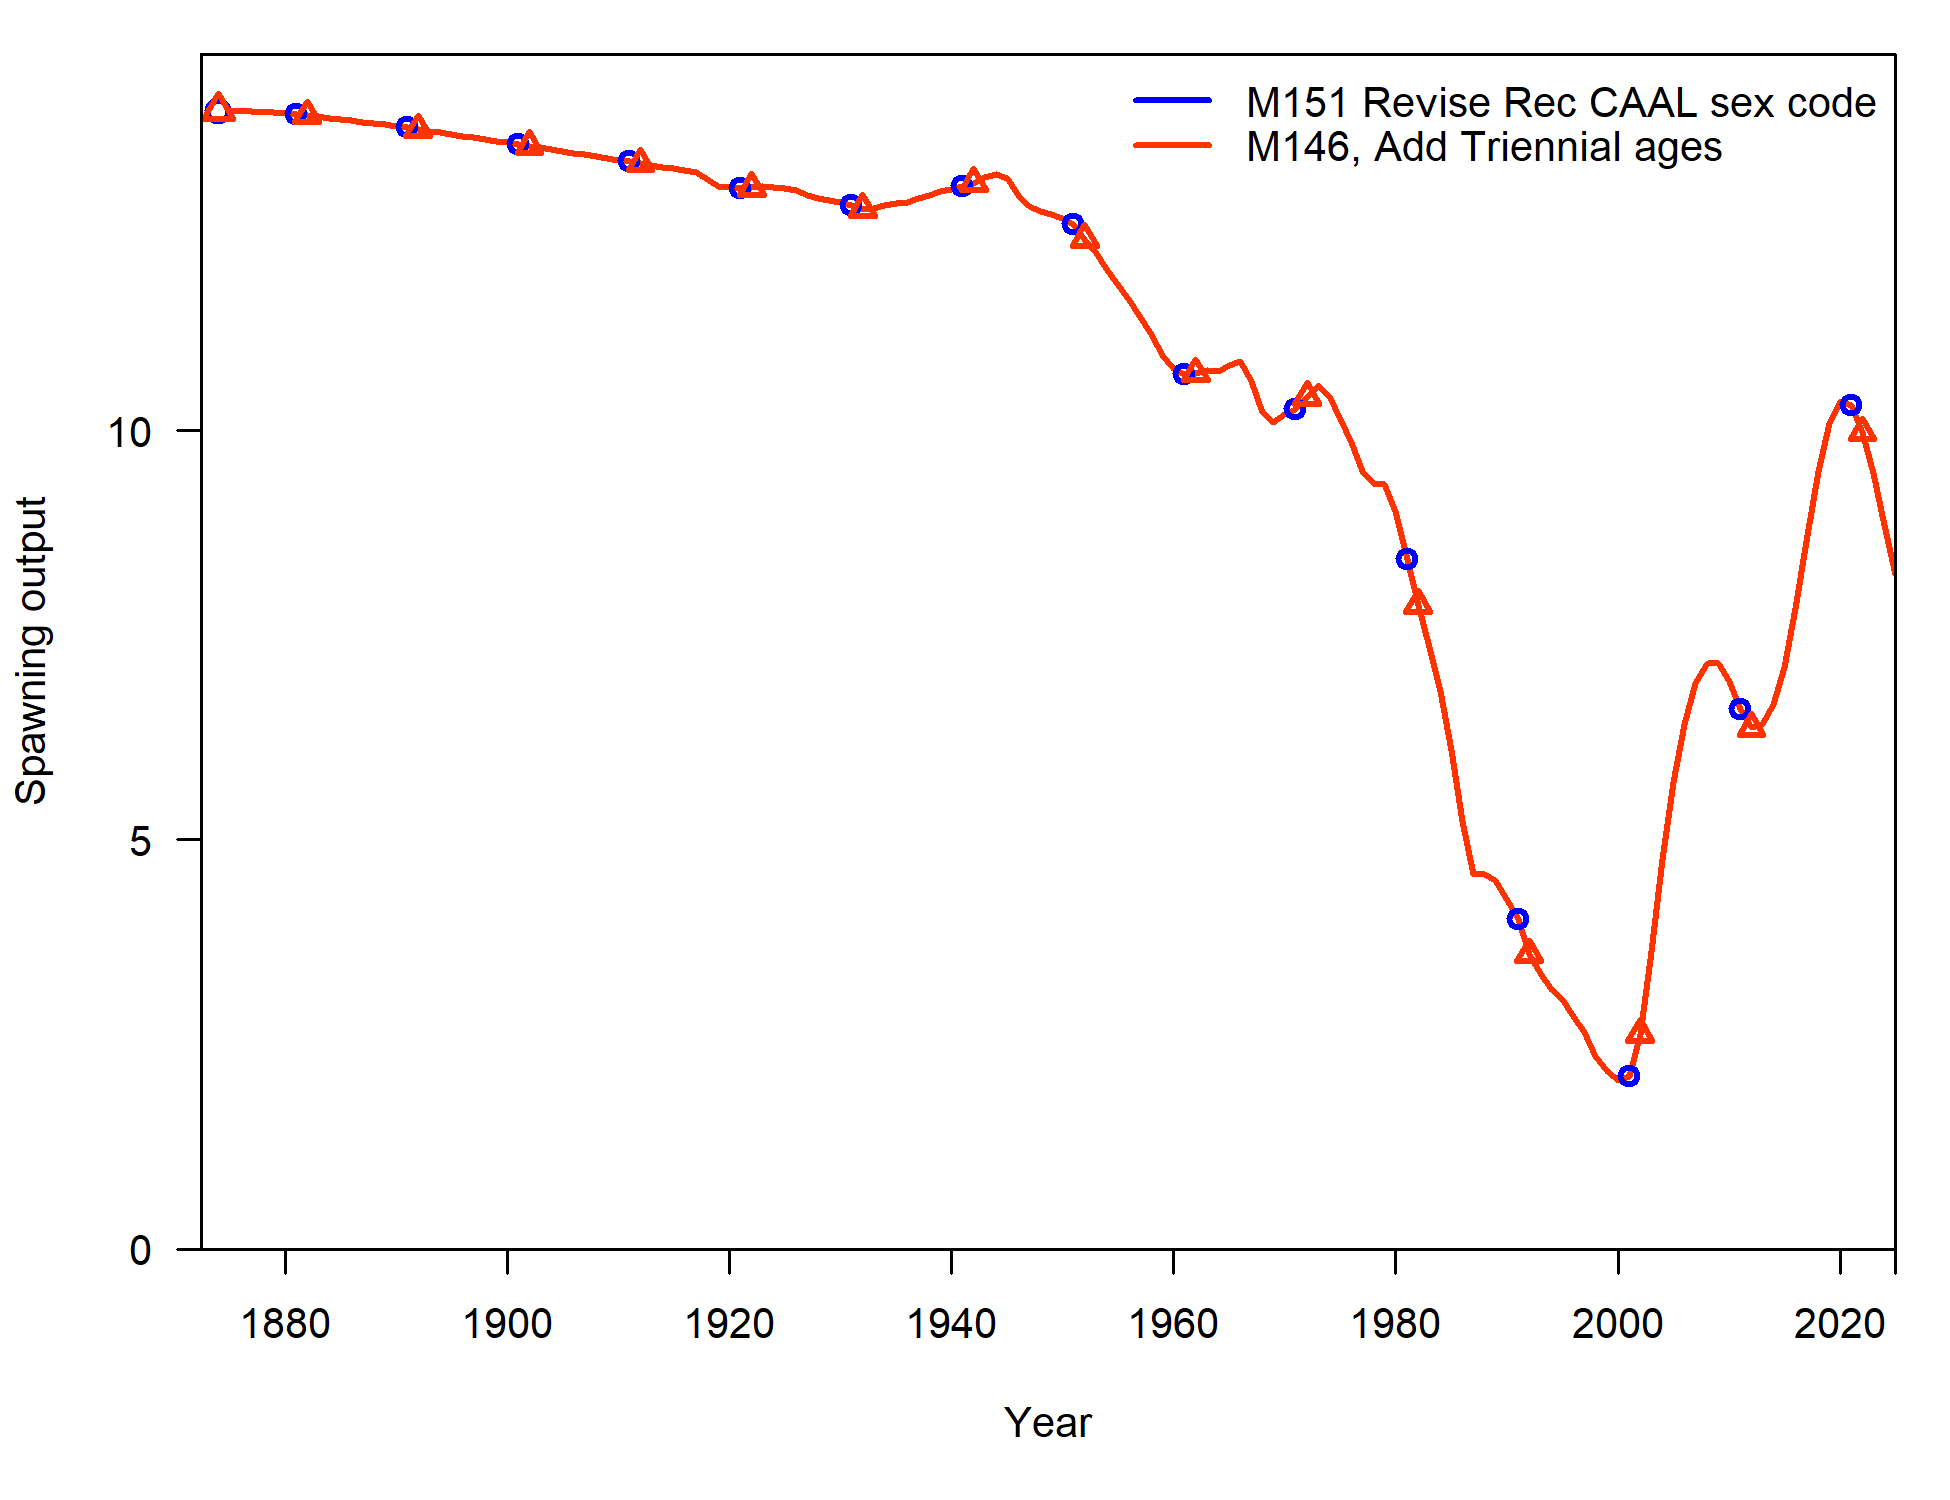 M151 Revise Rec CAAL sex code
M146, Add Triennial ages
10
5
0
Spawning output
1880 1900 1920 1940 1960 1980 2000 2020
Year